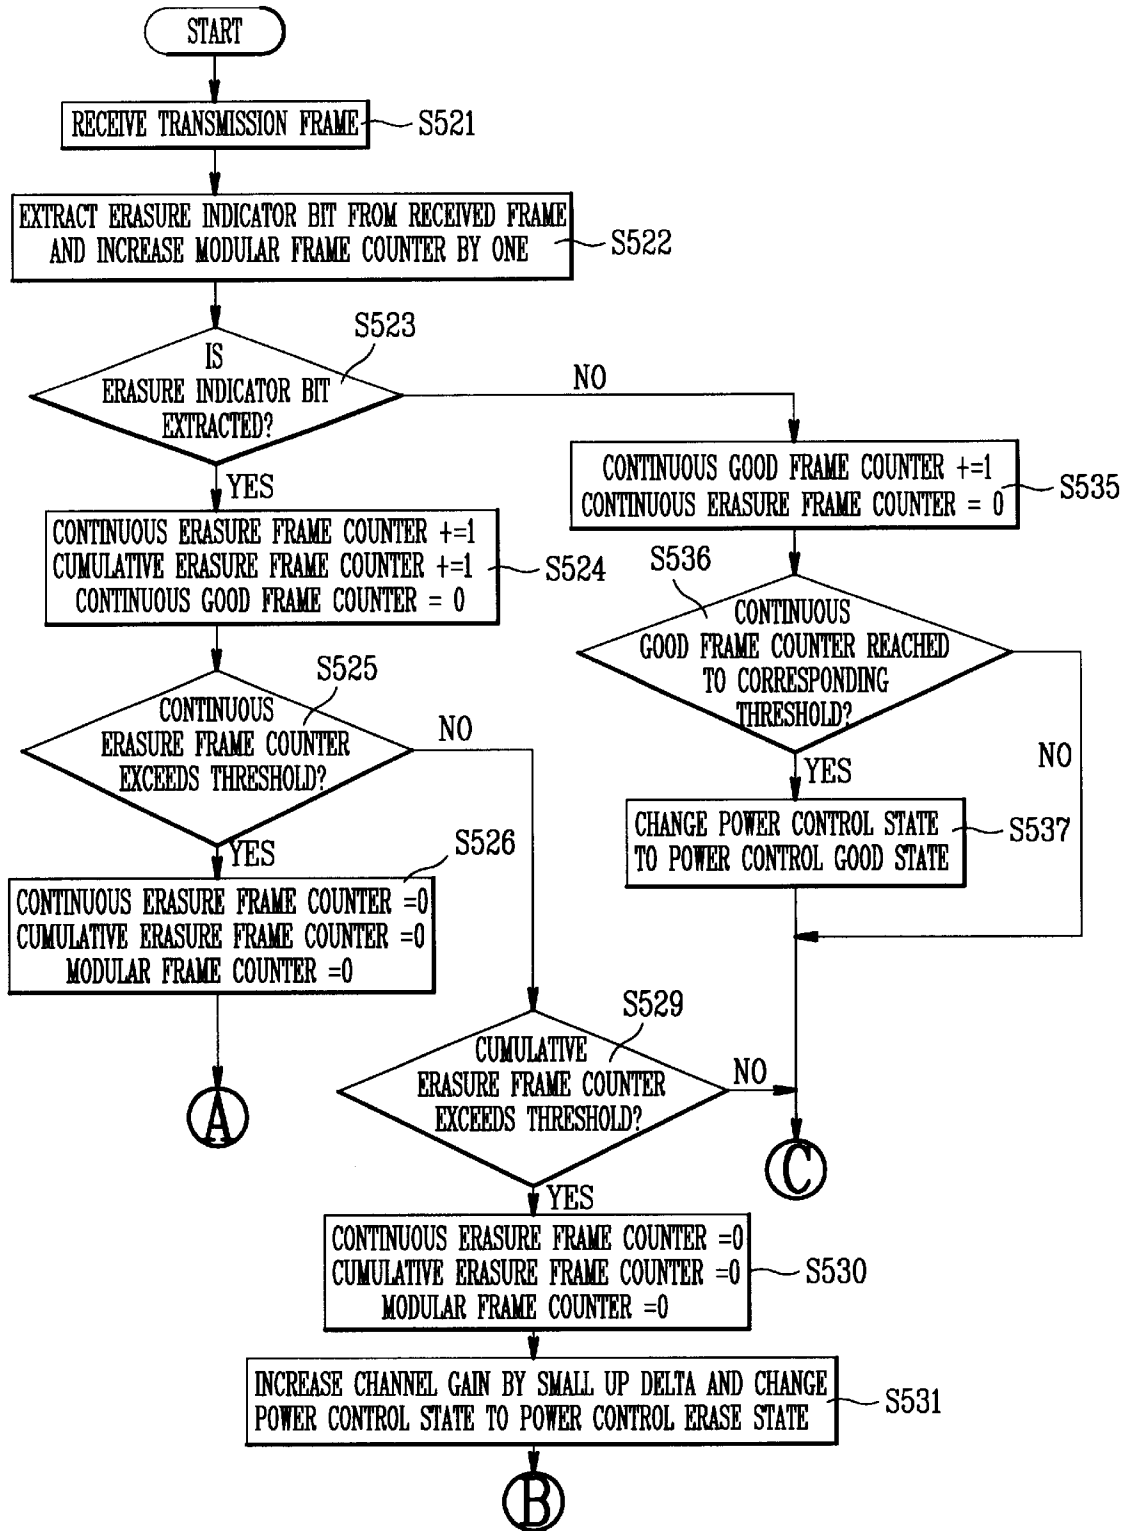 START
RECEIVE TRANSMISSION FRAME
S521
EXTRACT ERASURE INDICATOR BIT FROM RECEIVED FRAME
AND INCREASE MODULAR FRAME COUNTER BY ONE
S522
S523
IS
ERASURE INDICATOR BIT
EXTRACTED?
NO
YES
CONTINUOUS ERASURE FRAME COUNTER +=1
CUMULATIVE ERASURE FRAME COUNTER +=1
CONTINUOUS GOOD FRAME COUNTER = 0
S524
CONTINUOUS GOOD FRAME COUNTER +=1
CONTINUOUS ERASURE FRAME COUNTER = 0
S535
S536
CONTINUOUS
GOOD FRAME COUNTER REACHED
TO CORRESPONDING
THRESHOLD?
NO
YES
CHANGE POWER CONTROL STATE
TO POWER CONTROL GOOD STATE
S537
S525
CONTINUOUS
ERASURE FRAME COUNTER
EXCEEDS THRESHOLD?
NO
YES
S526
CONTINUOUS ERASURE FRAME COUNTER =0
CUMULATIVE ERASURE FRAME COUNTER =0
MODULAR FRAME COUNTER =0
A
S529
CUMULATIVE
ERASURE FRAME COUNTER
EXCEEDS THRESHOLD?
NO
C
YES
CONTINUOUS ERASURE FRAME COUNTER =0
CUMULATIVE ERASURE FRAME COUNTER =0
MODULAR FRAME COUNTER =0
S530
INCREASE CHANNEL GAIN BY SMALL UP DELTA AND CHANGE
POWER CONTROL STATE TO POWER CONTROL ERASE STATE
S531
B